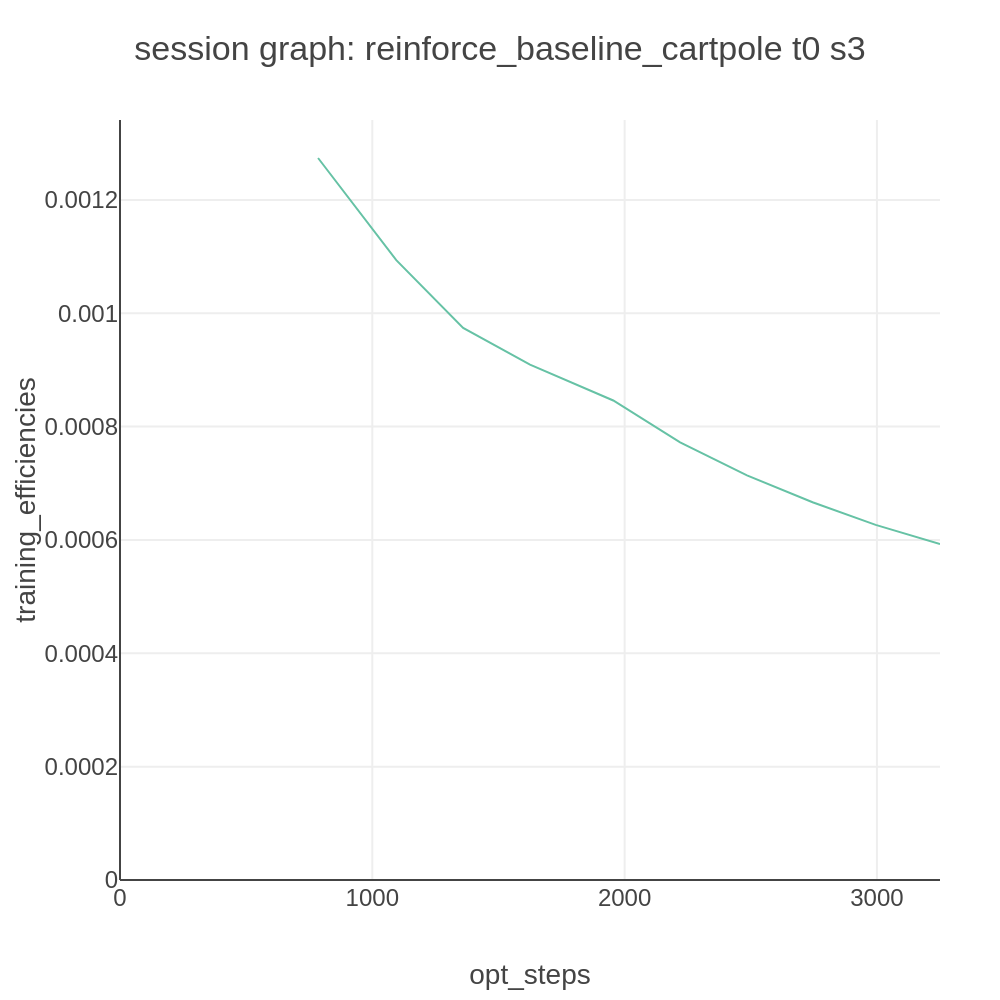 session graph: reinforce_baseline_cartpole t0 s3
training_efficiencies
0.0012
0.001
0.0008
0.0006
0.0004
0.0002
0
0 1000 2000 3000
opt_steps